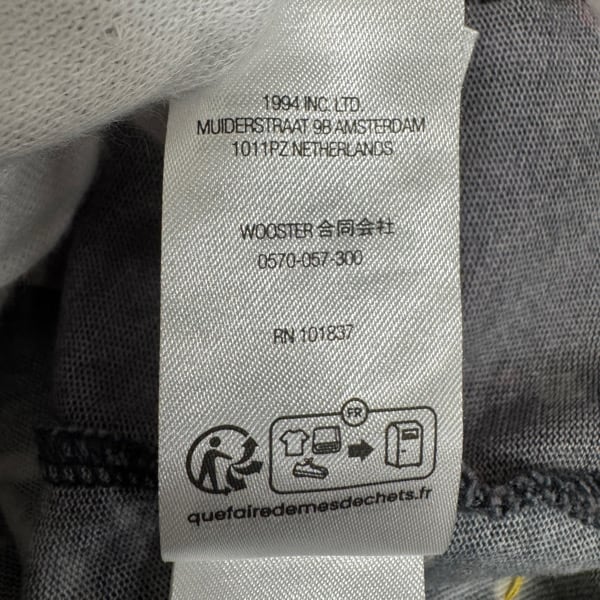 1994 INC. LTD.
MUIDERSTRAAT 9B AMSTERDAM
1011PZ NETHERLANDS
WOOSTER 合同会社
0570-057-300
RN 101837
FR
quefairedemesdechets.fr